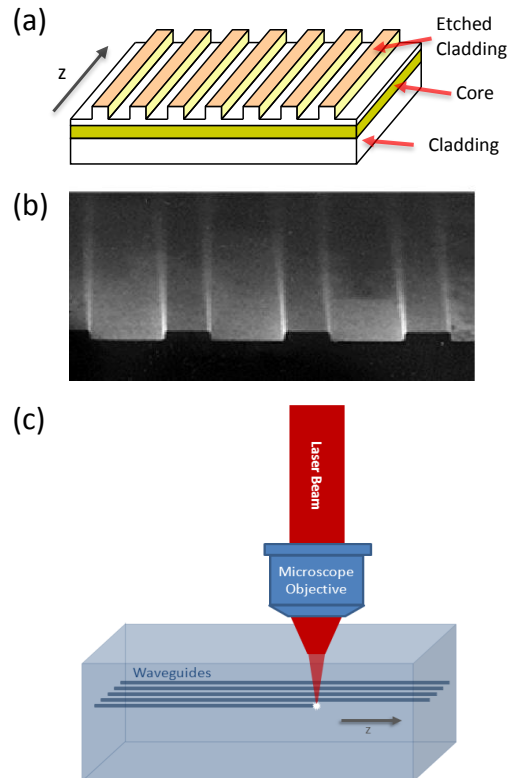 (a)
Etched
Cladding
z
Core
Cladding
(b)
(c)
Laser Beam
Microscope
Objective
Waveguides
z